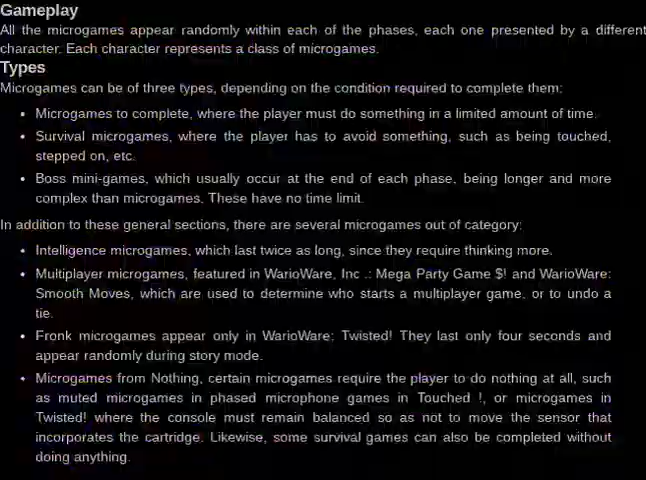 Gameplay
All the microgames appear randomly within each of the phases, each one presented by a different
character. Each character represents a class of microgames.
Types
Microgames can be of three types, depending on the condition required to complete them:
• Microgames to complete, where the player must do something in a limited amount of time.
• Survival microgames, where the player has to avoid something, such as being touched,
stepped on, etc.
• Boss mini-games, which usually occur at the end of each phase, being longer and more
complex than microgames. These have no time limit.
In addition to these general sections, there are several microgames out of category:
• Intelligence microgames, which last twice as long, since they require thinking more.
• Multiplayer microgames, featured in WarioWare, Inc .: Mega Party Game $! and WarioWare:
Smooth Moves, which are used to determine who starts a multiplayer game, or to undo a
tie.
• Fronk microgames appear only in WarioWare: Twisted! They last only four seconds and
appear randomly during story mode.
• Microgames from Nothing, certain microgames require the player to do nothing at all, such
as muted microgames in phased microphone games in Touched !, or microgames in
Twisted! where the console must remain balanced so as not to move the sensor that
incorporates the cartridge. Likewise, some survival games can also be completed without
doing anything.